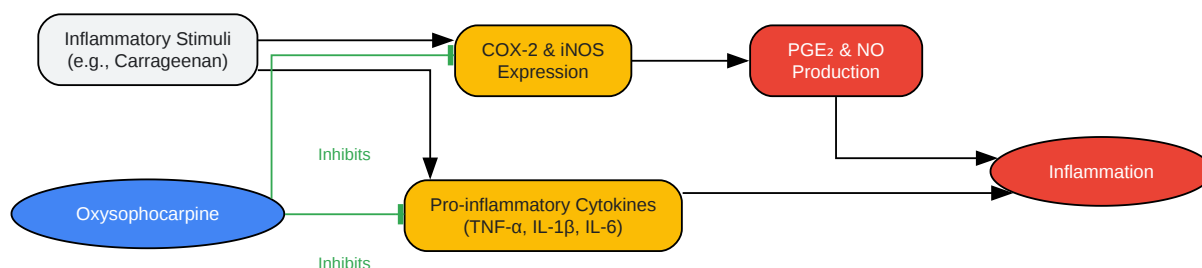 Inflammatory Stimuli
(e.g., Carrageenan)
COX-2 & iNOS
Expression
PGE₂ & NO
Production
Inhibits
Inflammation
Oxysophocarpine
Pro-inflammatory Cytokines
(TNF-α, IL-1β, IL-6)
Inhibits